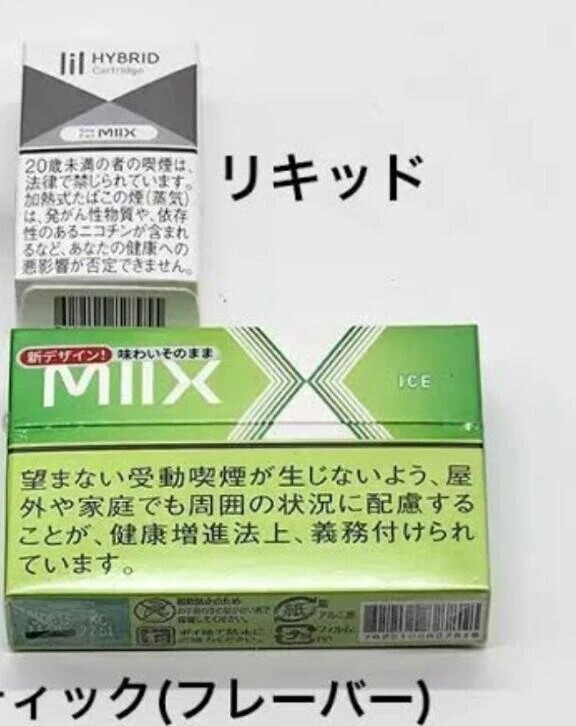 lil HYBRID
Cartridge
MIIX
20歳未満の者の喫煙は、
法律で禁じられています。
加熱式たばこの煙(蒸気)
は、発がん性物質や、依存
性のあるニコチンが含まれ
るなど、あなたの健康への
悪影響が否定できません。
リキッド
新デザイン! 味わいそのまま
MIIX
ICE
望まない受動喫煙が生じないよう、屋
外や家庭でも周囲の状況に配慮する
ことが、健康増進法上、義務付けられ
ています。
紙
プラ
ィック(フレーバー)